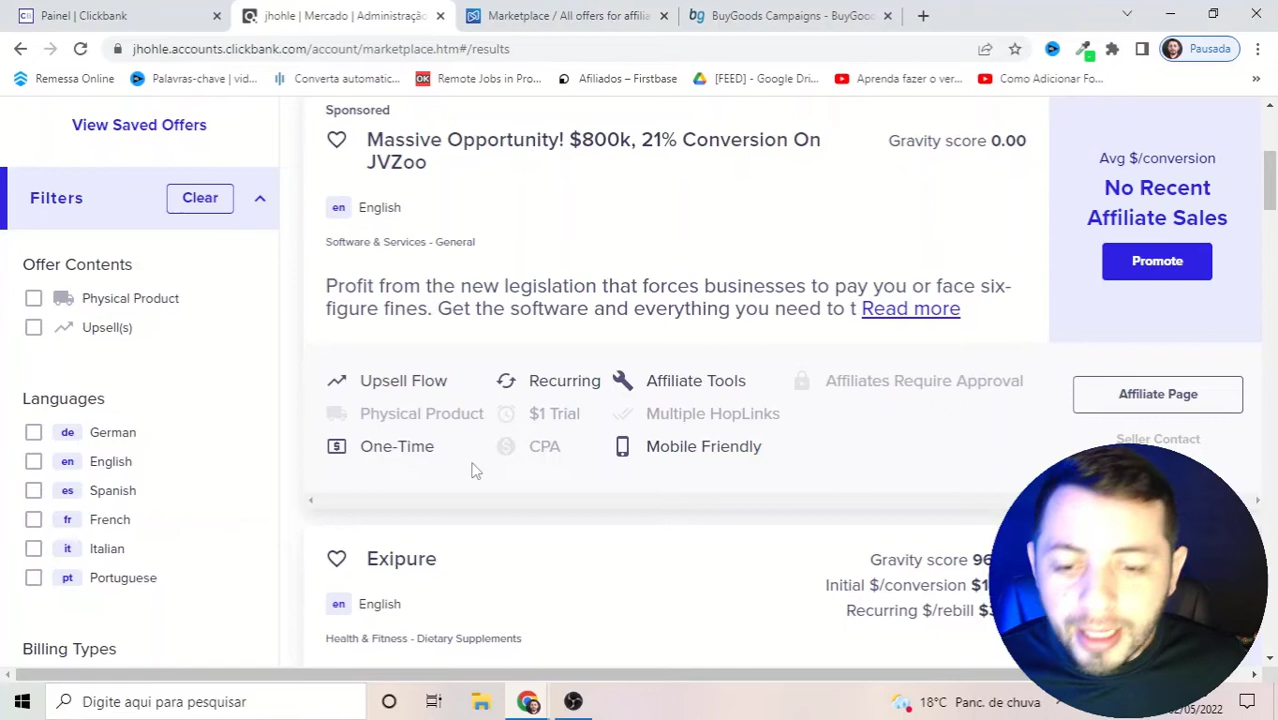 Painel | Clickbank
jhohle | Mercado | Administração
Marketplace / All offers for affilia
BuyGoods Campaigns - BuyGoo
jhohle.accounts.clickbank.com/account/marketplace.htm#/results
Pausada
Remessa Online
Palavras-chave | vid...
Converta automatic...
Remote Jobs in Pro...
Afiliados – Firstbase
[FEED] - Google Dri...
Aprenda fazer o ver...
Como Adicionar Fo...
View Saved Offers
Filters
Clear
Offer Contents
Physical Product
Upsell(s)
Languages
de German
en English
es Spanish
fr French
it Italian
pt Portuguese
Billing Types
Sponsored
Massive Opportunity! $800k, 21% Conversion On
JVZoo
Gravity score 0.00
en English
Software & Services - General
Profit from the new legislation that forces businesses to pay you or face six-
figure fines. Get the software and everything you need to t Read more
Avg $/conversion
No Recent
Affiliate Sales
Promote
Upsell Flow
Recurring
Affiliate Tools
Affiliates Require Approval
Physical Product
$1 Trial
Multiple HopLinks
One-Time
CPA
Mobile Friendly
Affiliate Page
Seller Contact
Exipure
en English
Health & Fitness - Dietary Supplements
Gravity score 96
Initial $/conversion $1
Recurring $/rebill
Digite aqui para pesquisar
18°C Panc. de chuva
02/05/2022